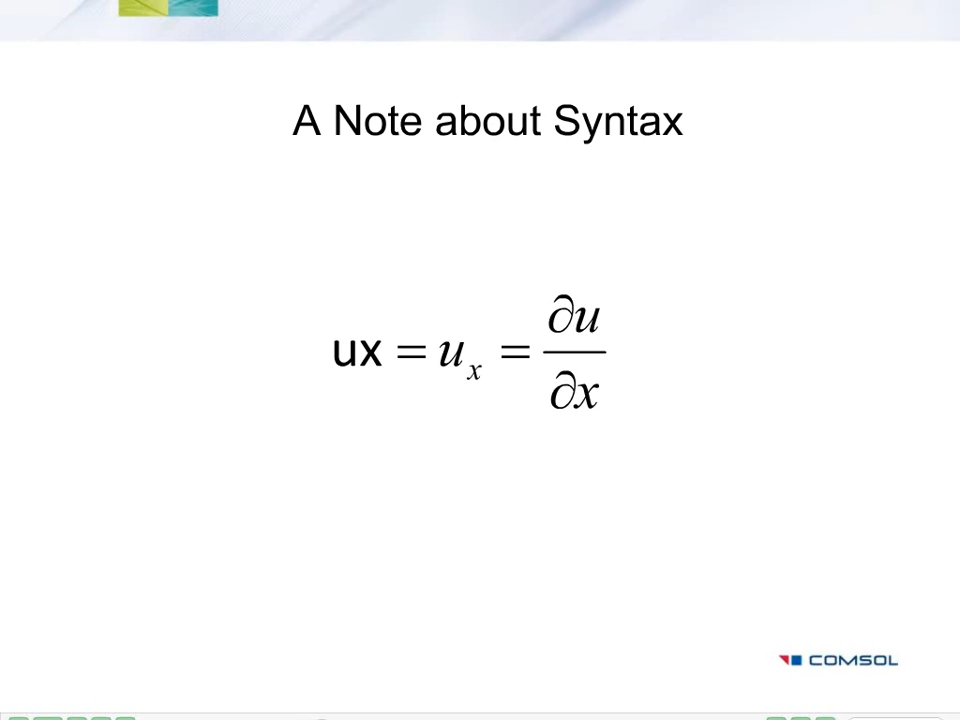 A Note about Syntax
ux = u_x = ∂u/∂x
COMSOL